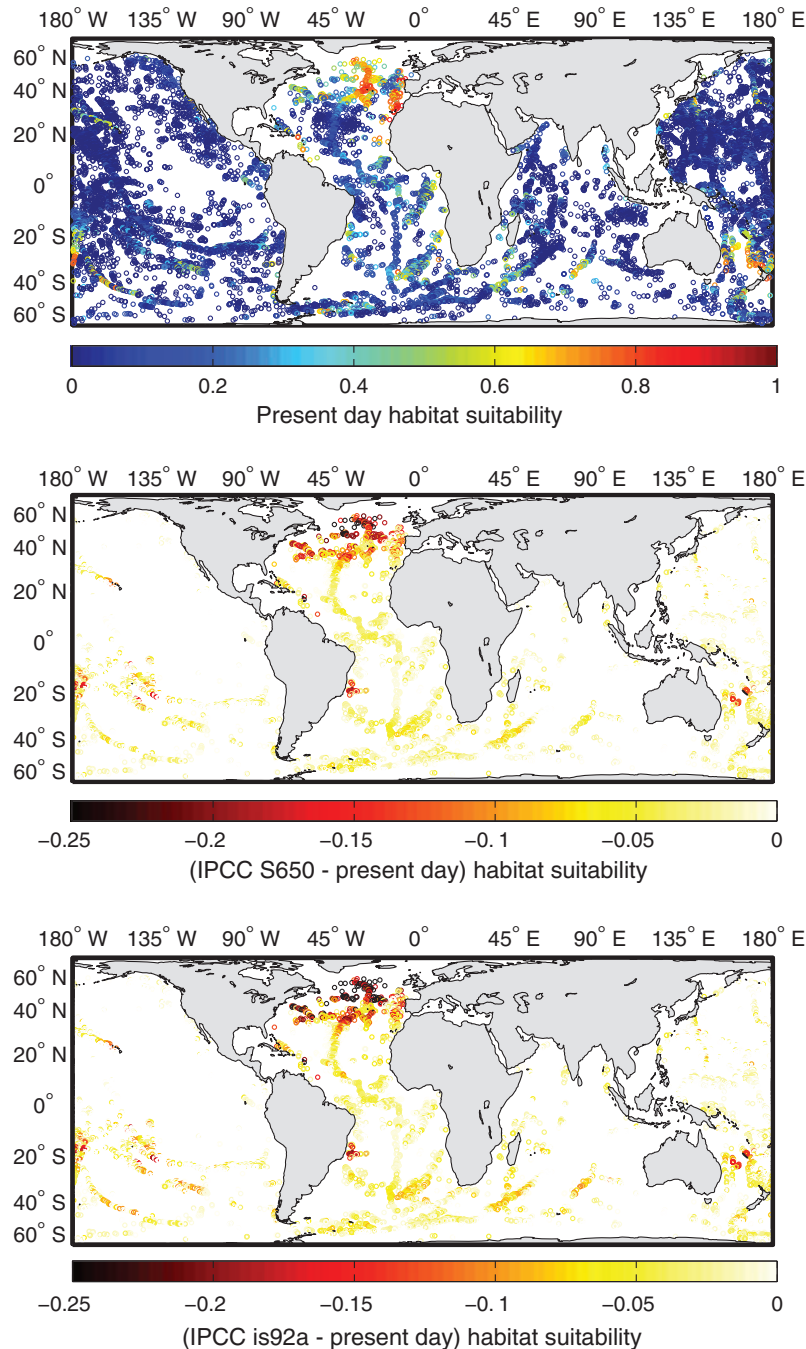 180° W 135° W 90° W 45° W 0° 45° E 90° E 135° E 180° E
60° N
40° N
20° N
0°
20° S
40° S
60° S
0 0.2 0.4 0.6 0.8 1
Present day habitat suitability
180° W 135° W 90° W 45° W 0° 45° E 90° E 135° E 180° E
60° N
40° N
20° N
0°
20° S
40° S
60° S
−0.25 −0.2 −0.15 −0.1 −0.05 0
(IPCC S650 - present day) habitat suitability
180° W 135° W 90° W 45° W 0° 45° E 90° E 135° E 180° E
60° N
40° N
20° N
0°
20° S
40° S
60° S
−0.25 −0.2 −0.15 −0.1 −0.05 0
(IPCC is92a - present day) habitat suitability